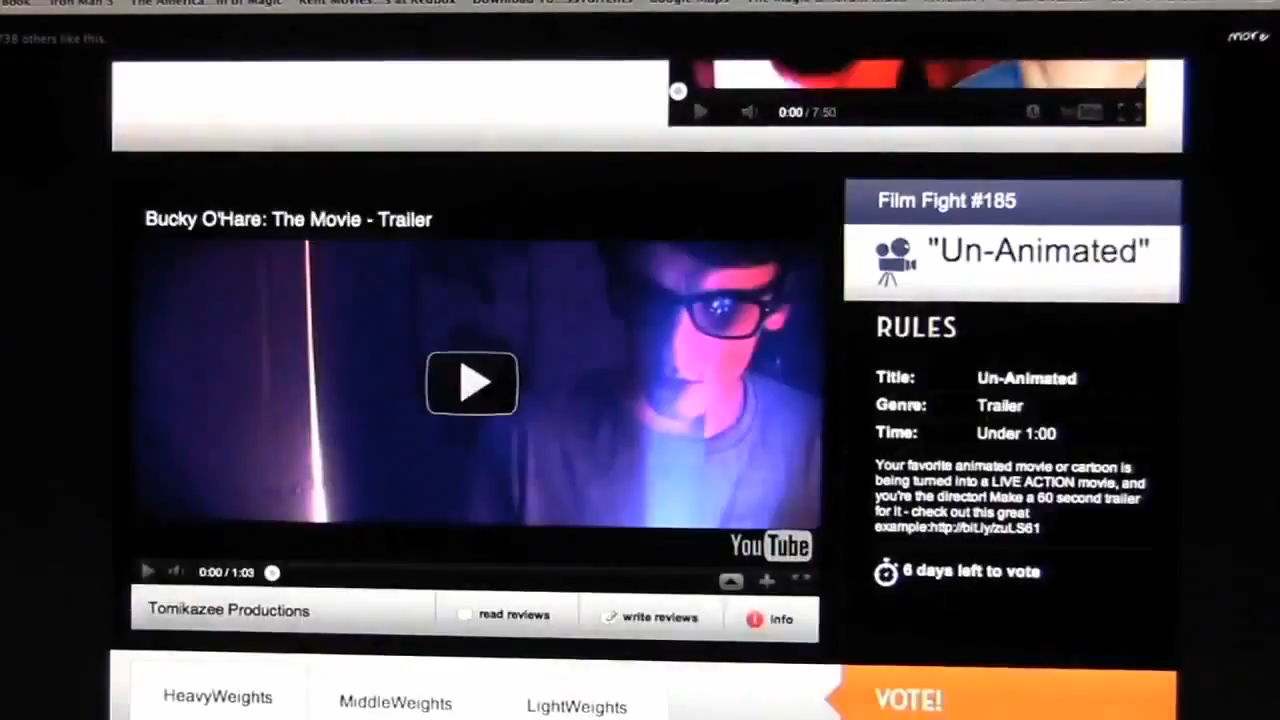 738 others like this.
more
0:00 / 7:50
Bucky O'Hare: The Movie - Trailer
Film Fight #185
"Un-Animated"
RULES
Title: Un-Animated
Genre: Trailer
Time: Under 1:00
Your favorite animated movie or cartoon is
being turned into a LIVE ACTION movie, and
you're the director! Make a 60 second trailer
for it - check out this great
example:http://bit.ly/zuLS61
6 days left to vote
YouTube
0:00 / 1:03
Tomikazee Productions
read reviews
write reviews
info
HeavyWeights
MiddleWeights
LightWeights
VOTE!